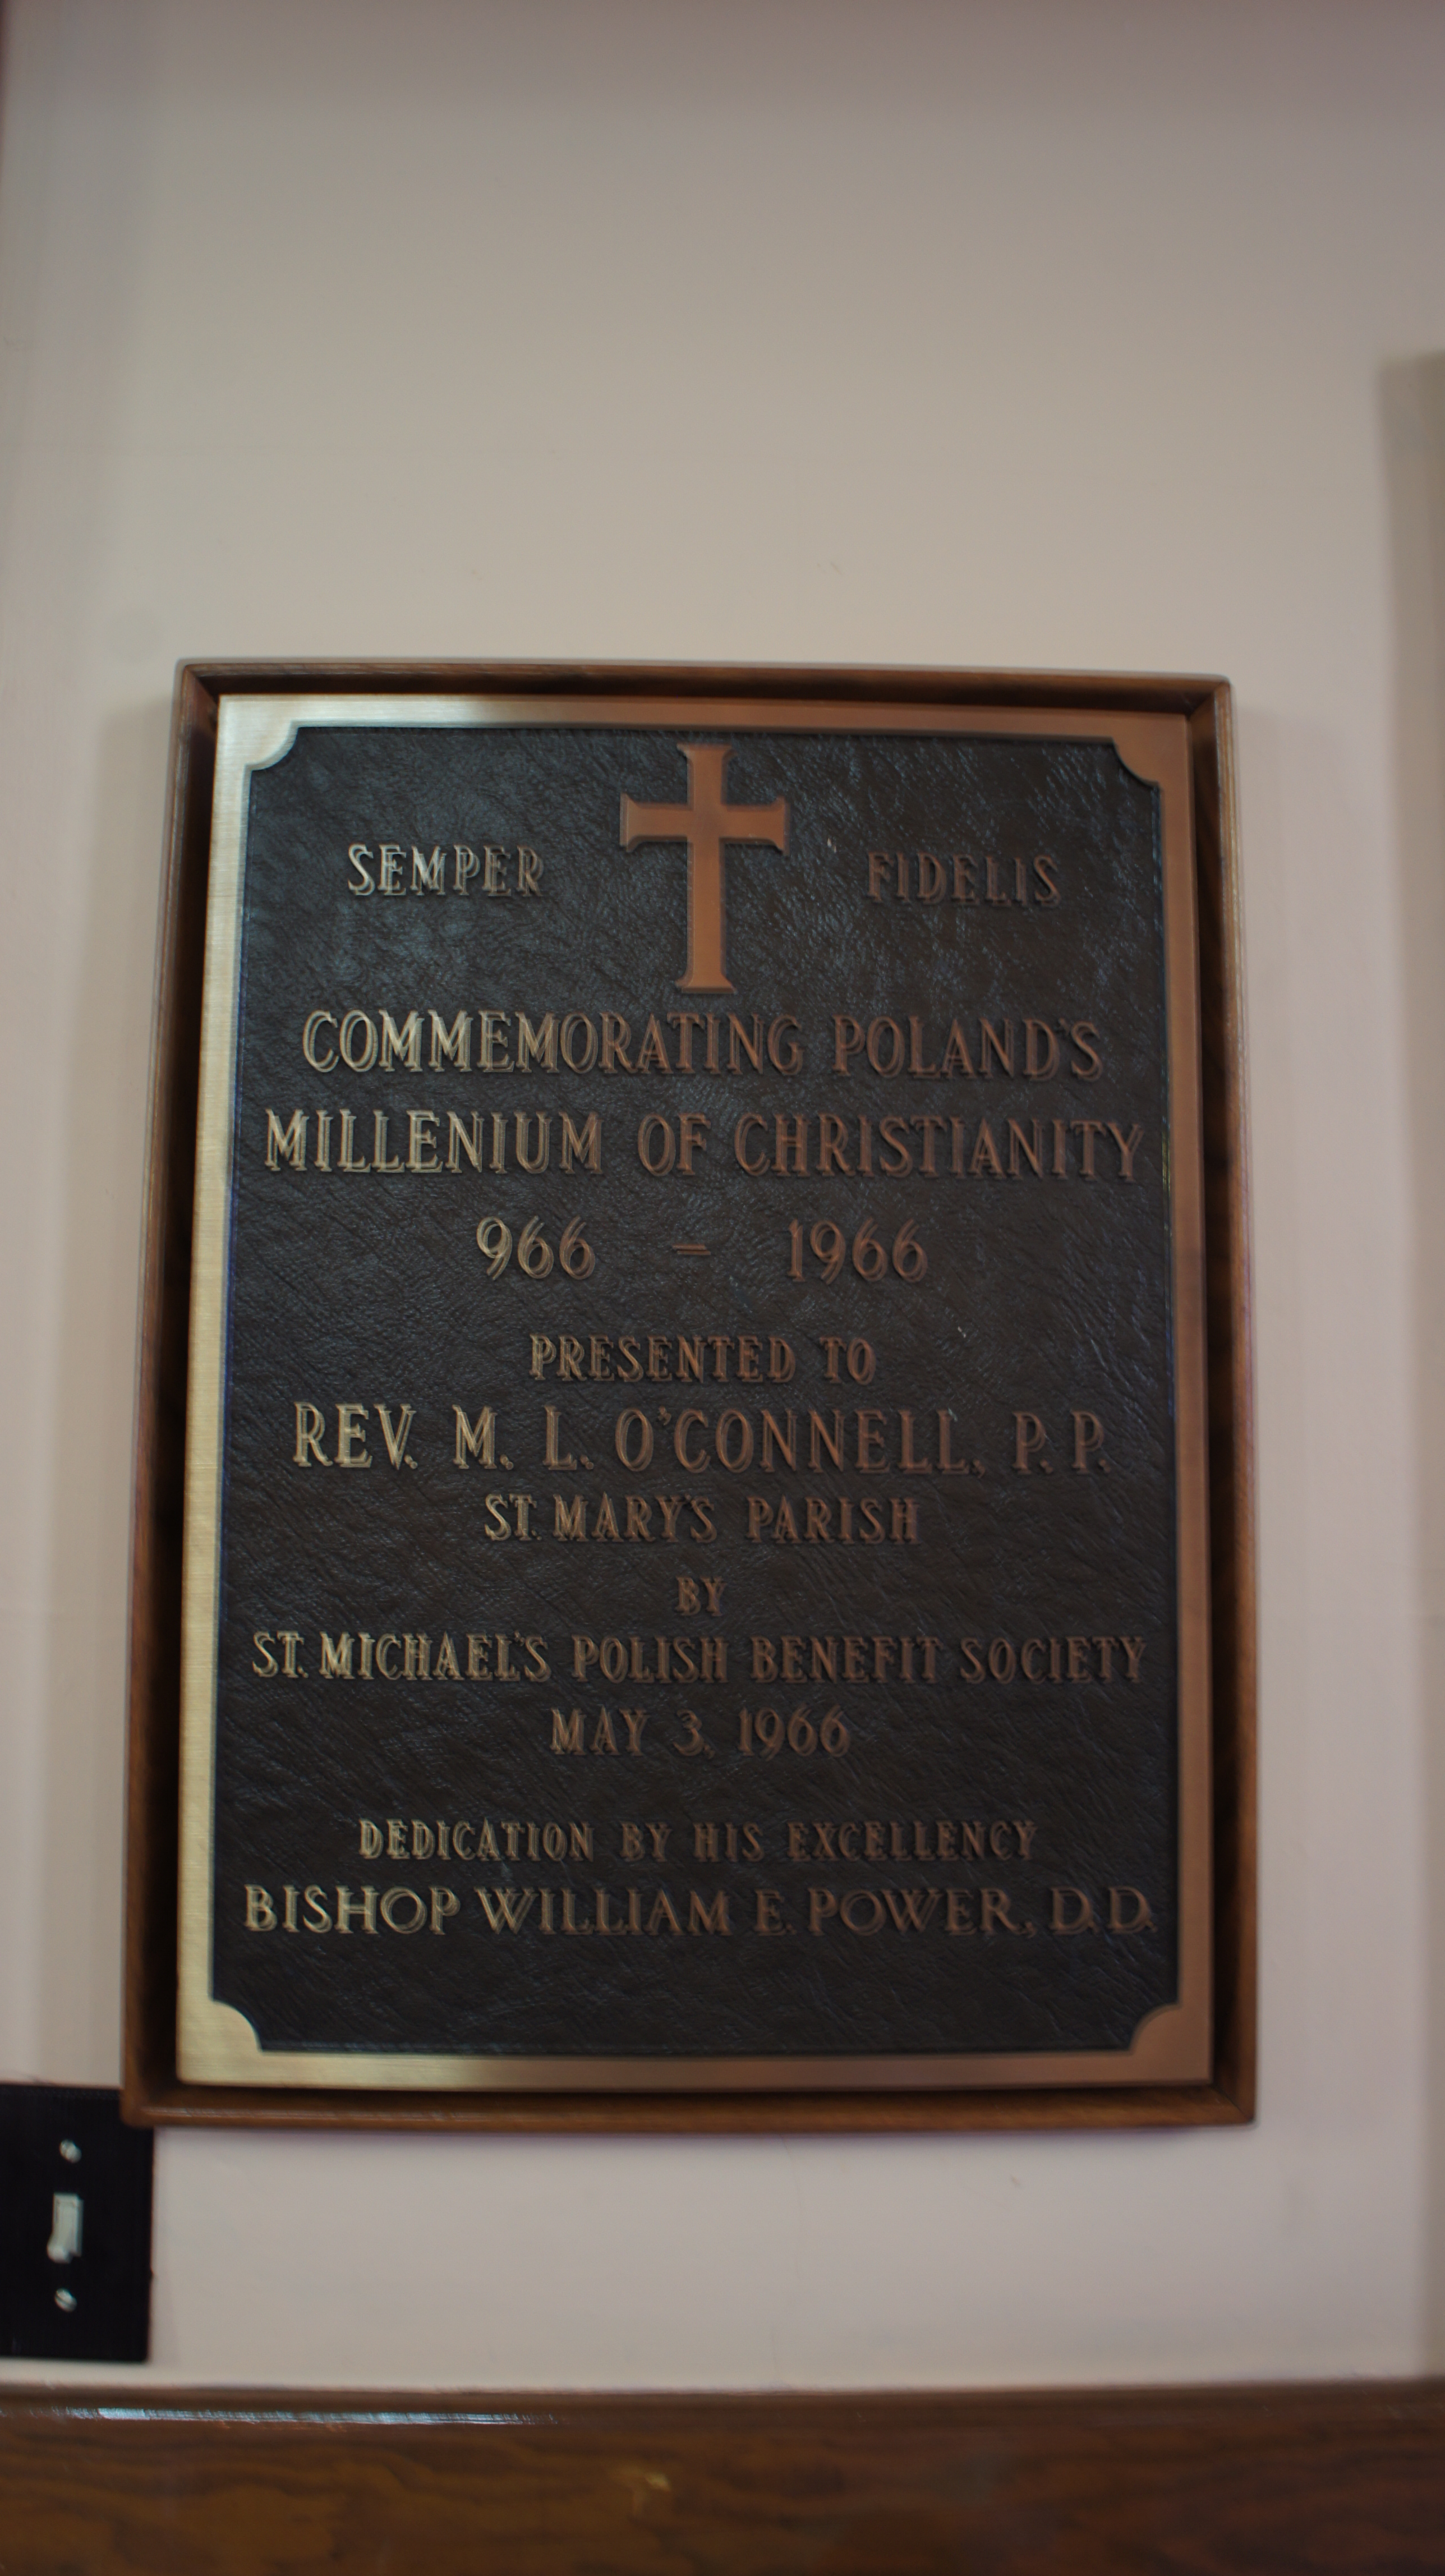 SEMPER FIDELIS
COMMEMORATING POLAND'S
MILLENIUM OF CHRISTIANITY
966 - 1966
PRESENTED TO
REV. M. L. O'CONNELL, P. P.
ST. MARY'S PARISH
BY
ST. MICHAEL'S POLISH BENEFIT SOCIETY
MAY 3, 1966
DEDICATION BY HIS EXCELLENCY
BISHOP WILLIAM E. POWER, D.D.